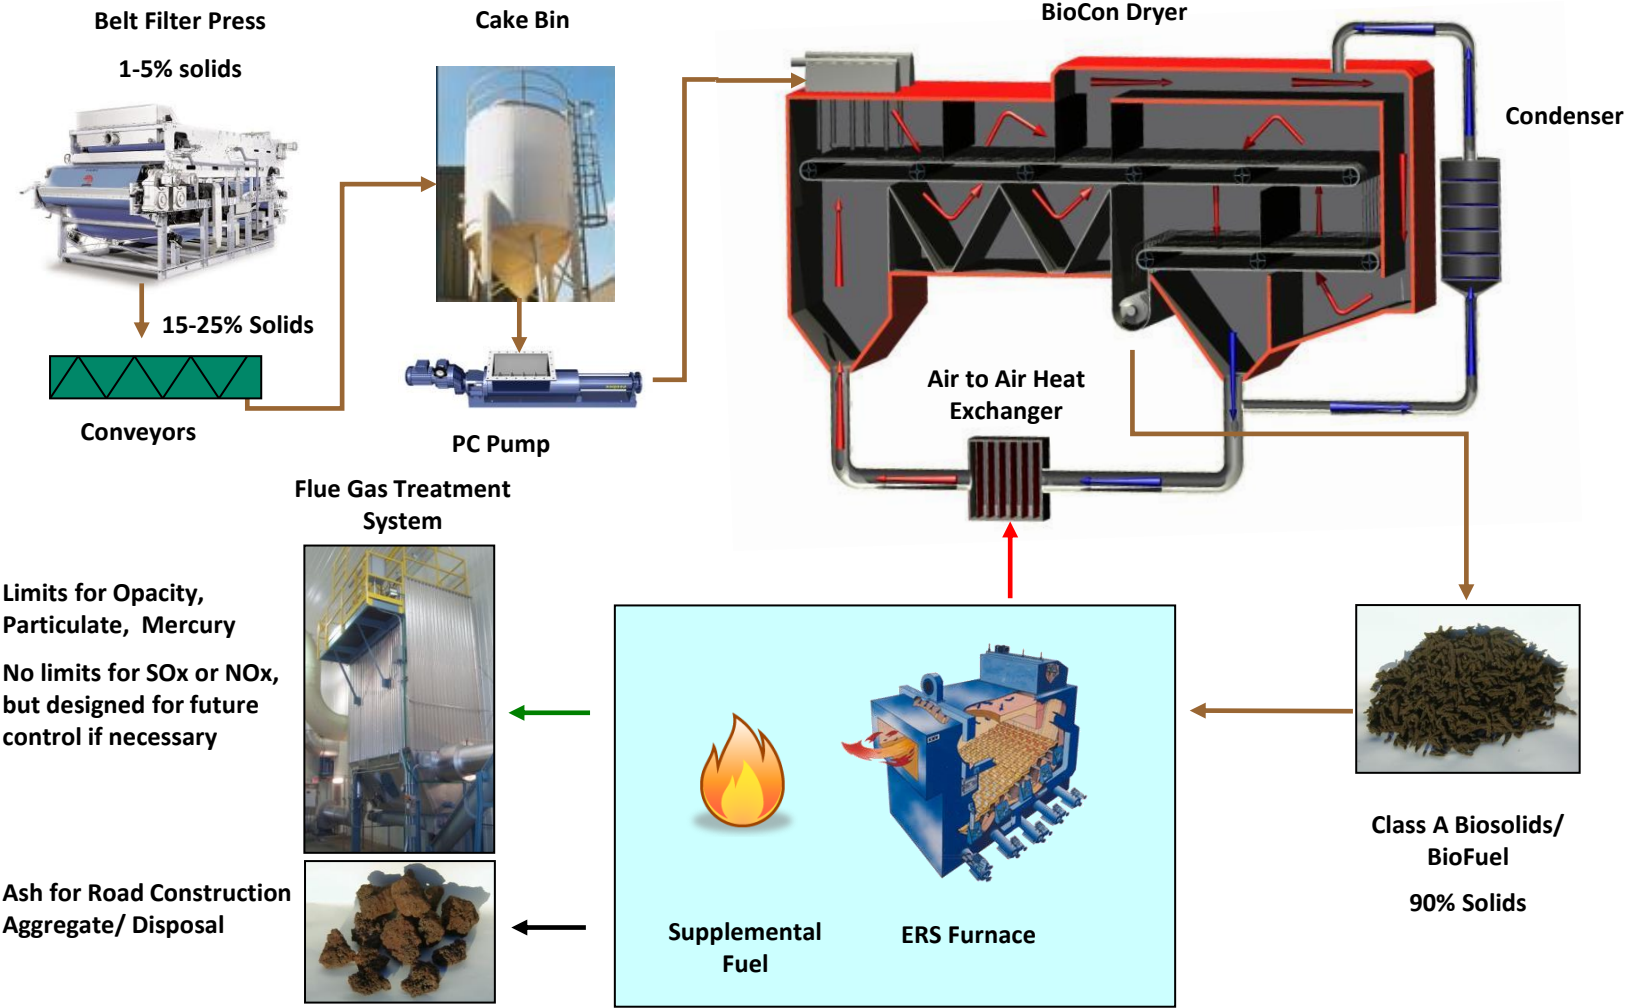 Belt Filter Press
1-5% solids
Cake Bin
BioCon Dryer
Condenser
15-25% Solids
Conveyors
PC Pump
Air to Air Heat
Exchanger
Flue Gas Treatment
System
Limits for Opacity,
Particulate, Mercury
No limits for SOx or NOx,
but designed for future
control if necessary
Ash for Road Construction
Aggregate/ Disposal
Supplemental
Fuel
ERS Furnace
Class A Biosolids/
BioFuel
90% Solids